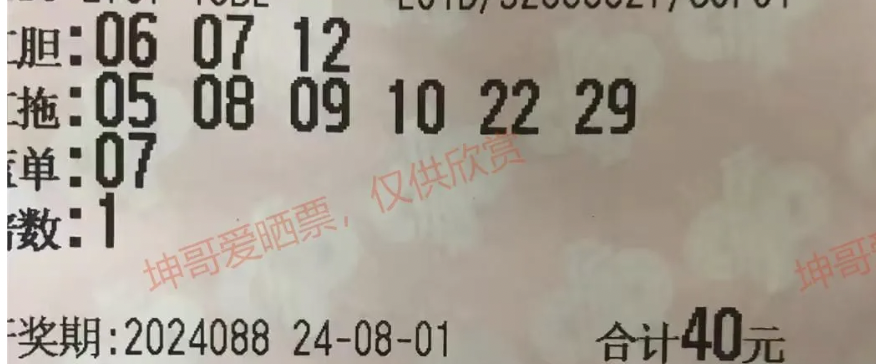 胆:06 07 12
拖:05 08 09 10 22 29
单:07
数:1
坤哥爱晒票，仅供欣赏
坤哥
奖期:2024088 24-08-01
合计40元